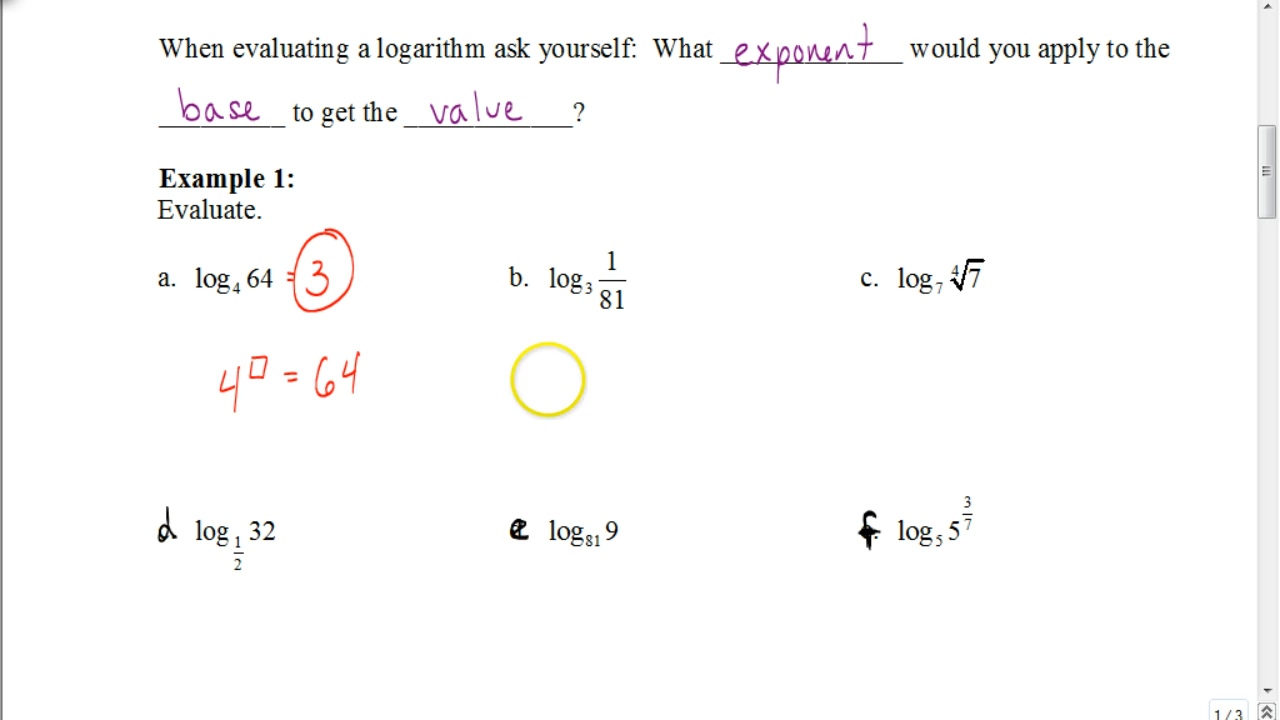 When evaluating a logarithm ask yourself: What exponent would you apply to the
base to get the value?
Example 1:
Evaluate.
a. log₄ 64 = 3
b. log₃ 1/81
c. log₇ ∜7
4^□ = 64
d log_(1/2) 32
e log₈₁ 9
f log₅ 5^(3/7)
1 / 3